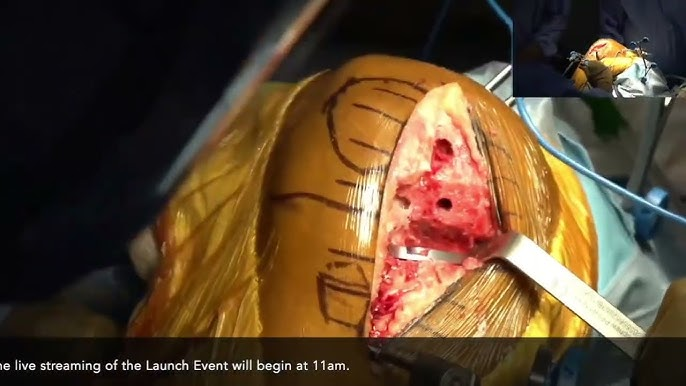 he live streaming of the Launch Event will begin at 11am.